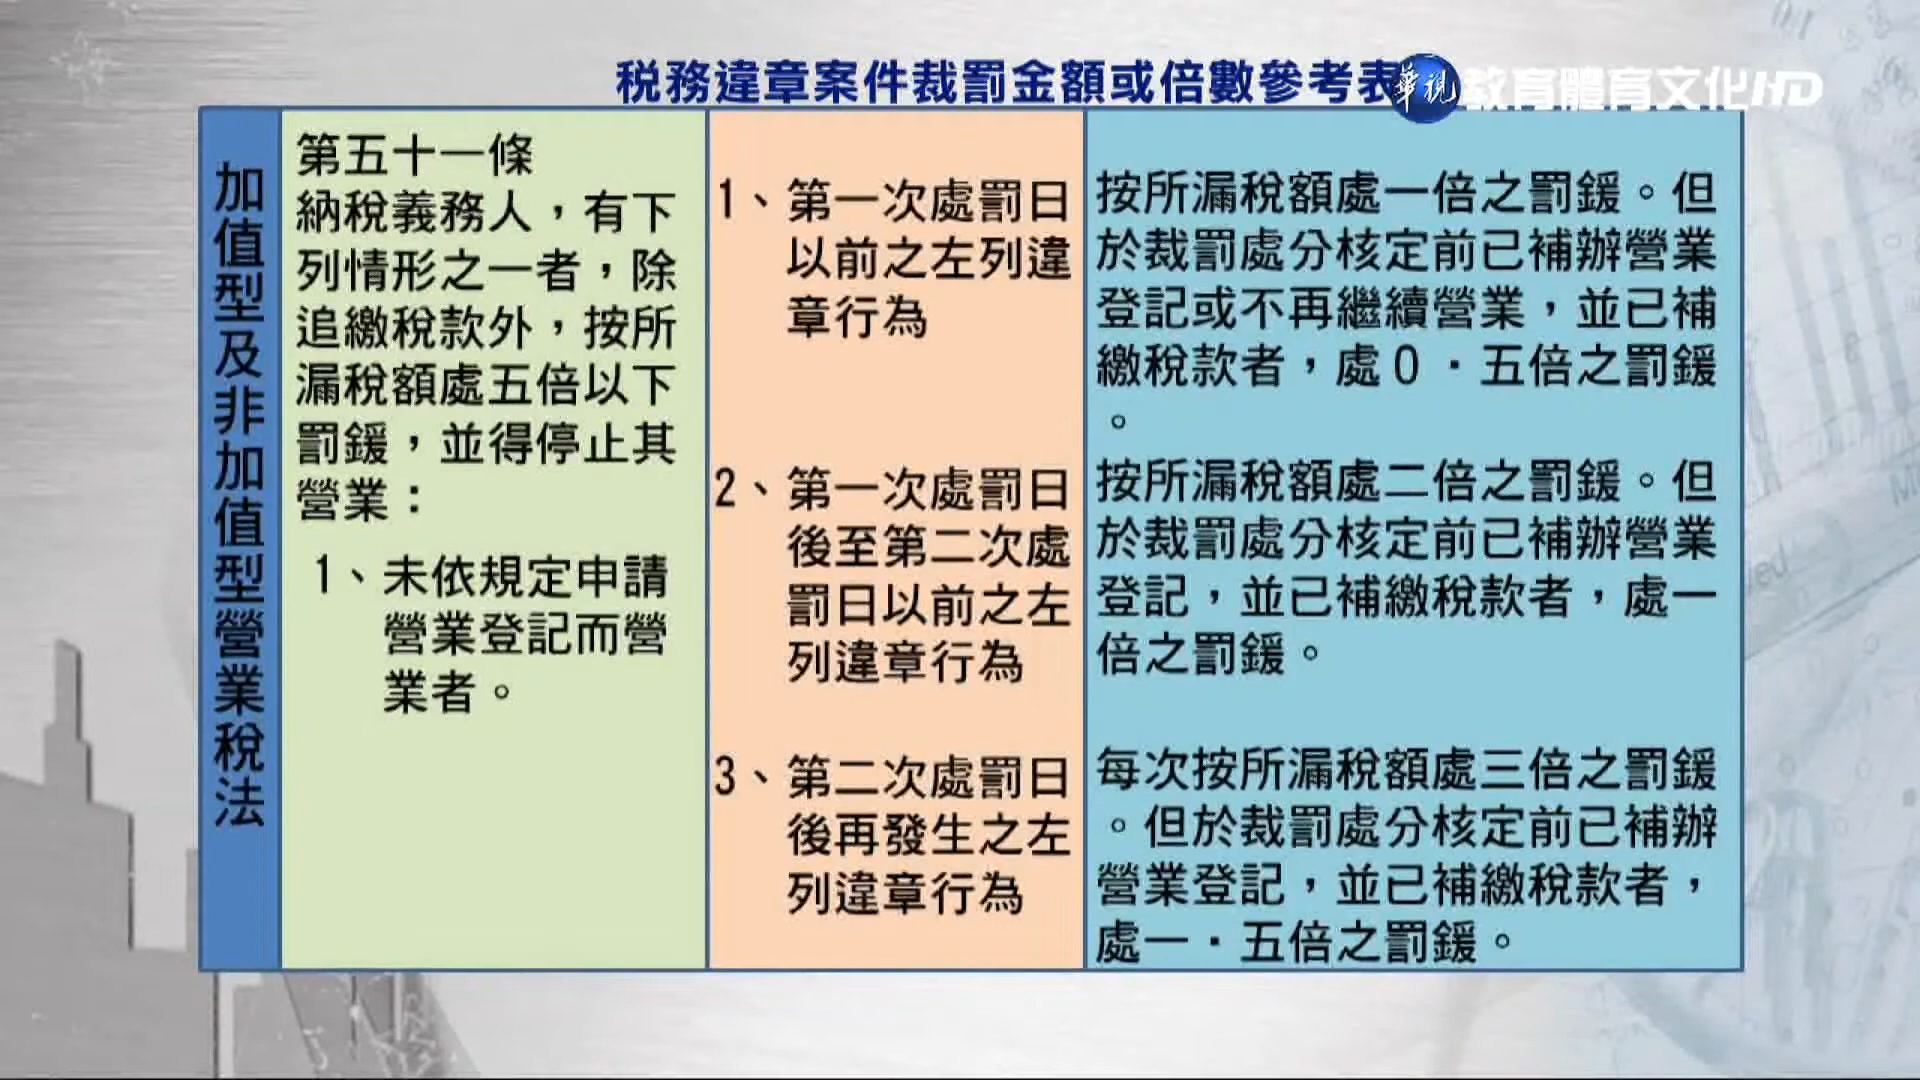 稅務違章案件裁罰金額或倍數參考表
華視 教育體育文化HD
加值型及非加值型營業稅法
第五十一條
納稅義務人，有下
列情形之一者，除
追繳稅款外，按所
漏稅額處五倍以下
罰鍰，並得停止其
營業：
1、未依規定申請
營業登記而營
業者。
1、第一次處罰日
以前之左列違
章行為
按所漏稅額處一倍之罰鍰。但
於裁罰處分核定前已補辦營業
登記或不再繼續營業，並已補
繳稅款者，處0．五倍之罰鍰
。
2、第一次處罰日
後至第二次處
罰日以前之左
列違章行為
按所漏稅額處二倍之罰鍰。但
於裁罰處分核定前已補辦營業
登記，並已補繳稅款者，處一
倍之罰鍰。
3、第二次處罰日
後再發生之左
列違章行為
每次按所漏稅額處三倍之罰鍰
。但於裁罰處分核定前已補辦
營業登記，並已補繳稅款者，
處一．五倍之罰鍰。